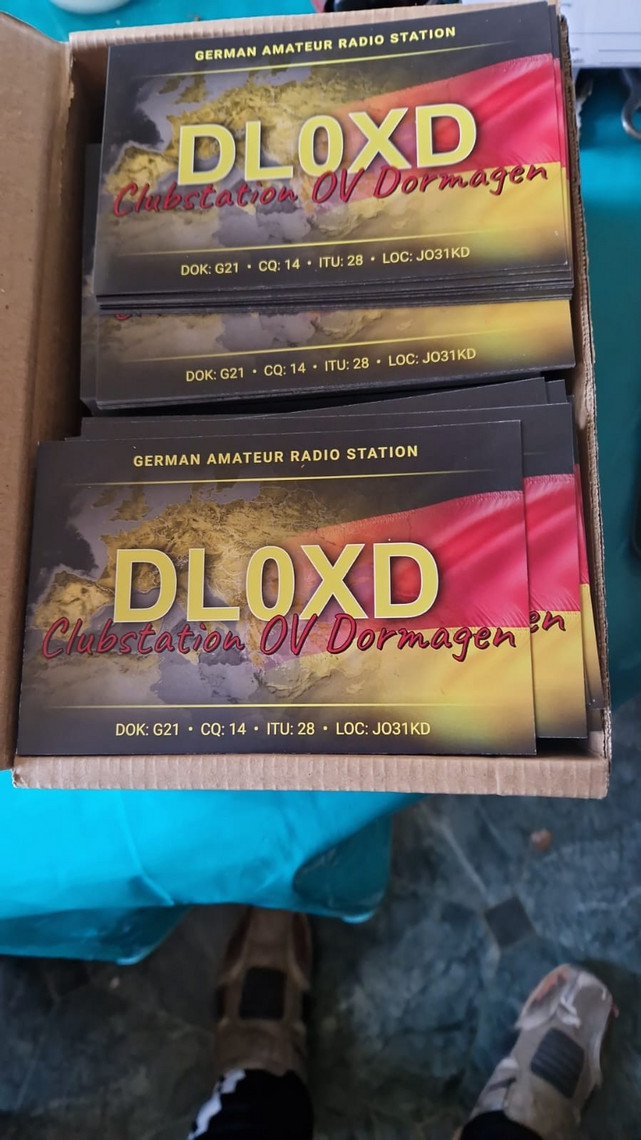 GERMAN AMATEUR RADIO STATION
DL0XD
Clubstation OV Dormagen
DOK: G21 • CQ: 14 • ITU: 28 • LOC: JO31KD
DOK: G21 • CQ: 14 • ITU: 28 • LOC: JO31KD
GERMAN AMATEUR RADIO STATION
DL0XD
Clubstation OV Dormagen
en
DOK: G21 • CQ: 14 • ITU: 28 • LOC: JO31KD